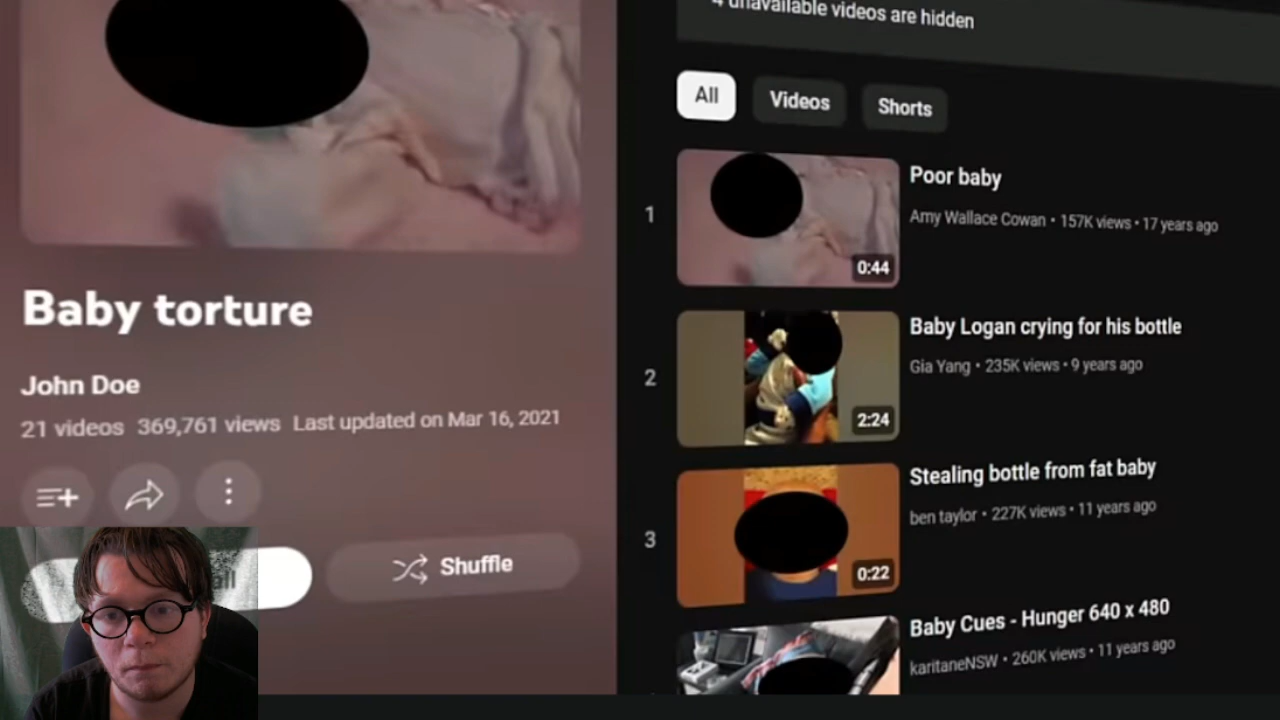 4 unavailable videos are hidden
All
Videos
Shorts
Baby torture
John Doe
21 videos 369,761 views Last updated on Mar 16, 2021
Shuffle
1
Poor baby
Amy Wallace Cowan • 157K views • 17 years ago
0:44
2
Baby Logan crying for his bottle
Gia Yang • 235K views • 9 years ago
2:24
3
Stealing bottle from fat baby
ben taylor • 227K views • 11 years ago
0:22
Baby Cues - Hunger 640 x 480
karitaneNSW • 260K views • 11 years ago